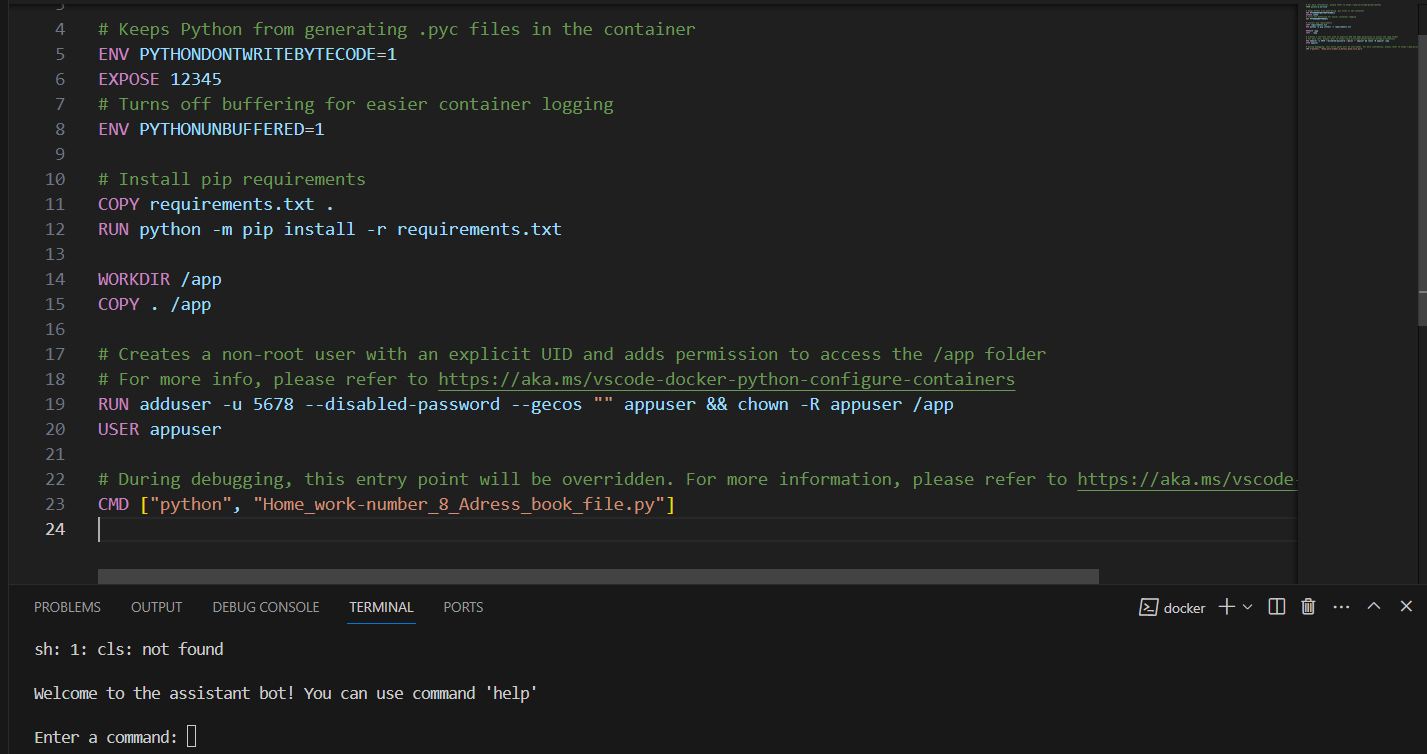 3
4 # Keeps Python from generating .pyc files in the container
5 ENV PYTHONDONTWRITEBYTECODE=1
6 EXPOSE 12345
7 # Turns off buffering for easier container logging
8 ENV PYTHONUNBUFFERED=1
9
10 # Install pip requirements
11 COPY requirements.txt .
12 RUN python -m pip install -r requirements.txt
13
14 WORKDIR /app
15 COPY . /app
16
17 # Creates a non-root user with an explicit UID and adds permission to access the /app folder
18 # For more info, please refer to https://aka.ms/vscode-docker-python-configure-containers
19 RUN adduser -u 5678 --disabled-password --gecos "" appuser && chown -R appuser /app
20 USER appuser
21
22 # During debugging, this entry point will be overridden. For more information, please refer to https://aka.ms/vscode-
23 CMD ["python", "Home_work-number_8_Adress_book_file.py"]
24
PROBLEMS OUTPUT DEBUG CONSOLE TERMINAL PORTS docker
sh: 1: cls: not found
Welcome to the assistant bot! You can use command 'help'
Enter a command: